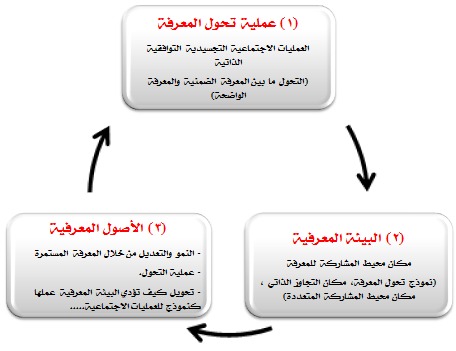 (١) عملية تحول المعرفة
العمليات الاجتماعية التجسيدية التوافقية
الذاتية
(التحول ما بين المعرفة الضمنية والمعرفة
الواضحة)
(٢) البيئة المعرفية
مكان محيط المشاركة للمعرفة
(نموذج تحول المعرفة، مكان التجاوز الذاتي ،
مكان محيط المشاركة المتعددة)
(٣) الأصول المعرفية
- النمو والتعديل من خلال المعرفة المستمرة
- عملية التحول.
- تحويل كيف تؤدي البيئة المعرفية عملها
كنموذج للعمليات الاجتماعية.....